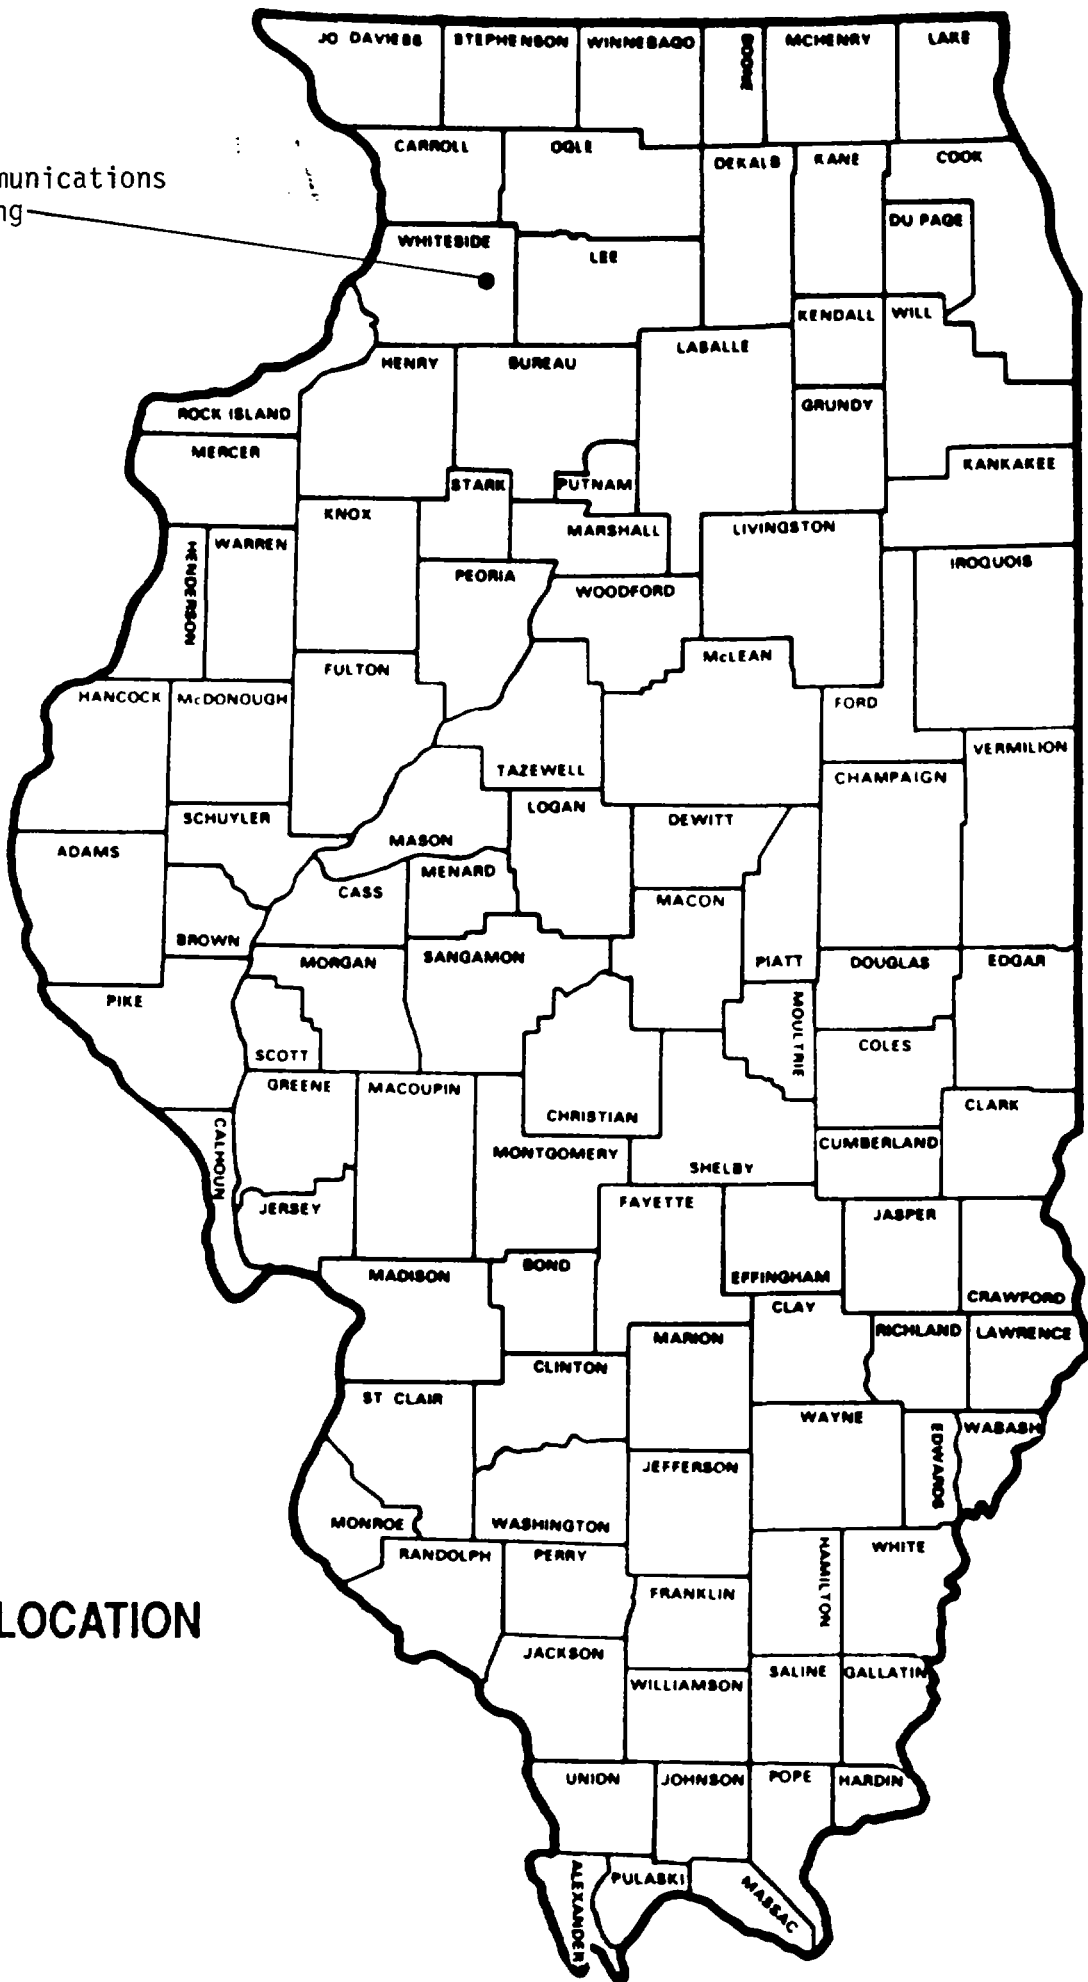 JO DAVIESS
STEPHENSON
WINNEBAGO
BOONE
MCHENRY
LAKE
CARROLL
OGLE
DEKALB
KANE
COOK
munications
ng
DU PAGE
WHITESIDE
LEE
KENDALL
WILL
LASALLE
HENRY
BUREAU
GRUNDY
ROCK ISLAND
MERCER
KANKAKEE
STARK
PUTNAM
KNOX
MARSHALL
LIVINGSTON
HENDERSON
WARREN
IROQUOIS
PEORIA
WOODFORD
McLEAN
FULTON
HANCOCK
McDONOUGH
FORD
VERMILION
TAZEWELL
CHAMPAIGN
LOGAN
SCHUYLER
DEWITT
MASON
ADAMS
MENARD
CASS
MACON
BROWN
MORGAN
SANGAMON
PIATT
DOUGLAS
EDGAR
PIKE
MOULTRIE
SCOTT
COLES
GREENE
MACOUPIN
CLARK
CHRISTIAN
CALHOUN
CUMBERLAND
MONTGOMERY
SHELBY
FAYETTE
JERSEY
JASPER
BOND
MADISON
EFFINGHAM
CRAWFORD
CLAY
RICHLAND
LAWRENCE
MARION
CLINTON
ST CLAIR
WAYNE
EDWARDS
WABASH
JEFFERSON
MONROE
WASHINGTON
RANDOLPH
PERRY
HAMILTON
WHITE
FRANKLIN
LOCATION
JACKSON
WILLIAMSON
SALINE
GALLATIN
UNION
JOHNSON
POPE
HARDIN
ALEXANDER
PULASKI
MASSAC